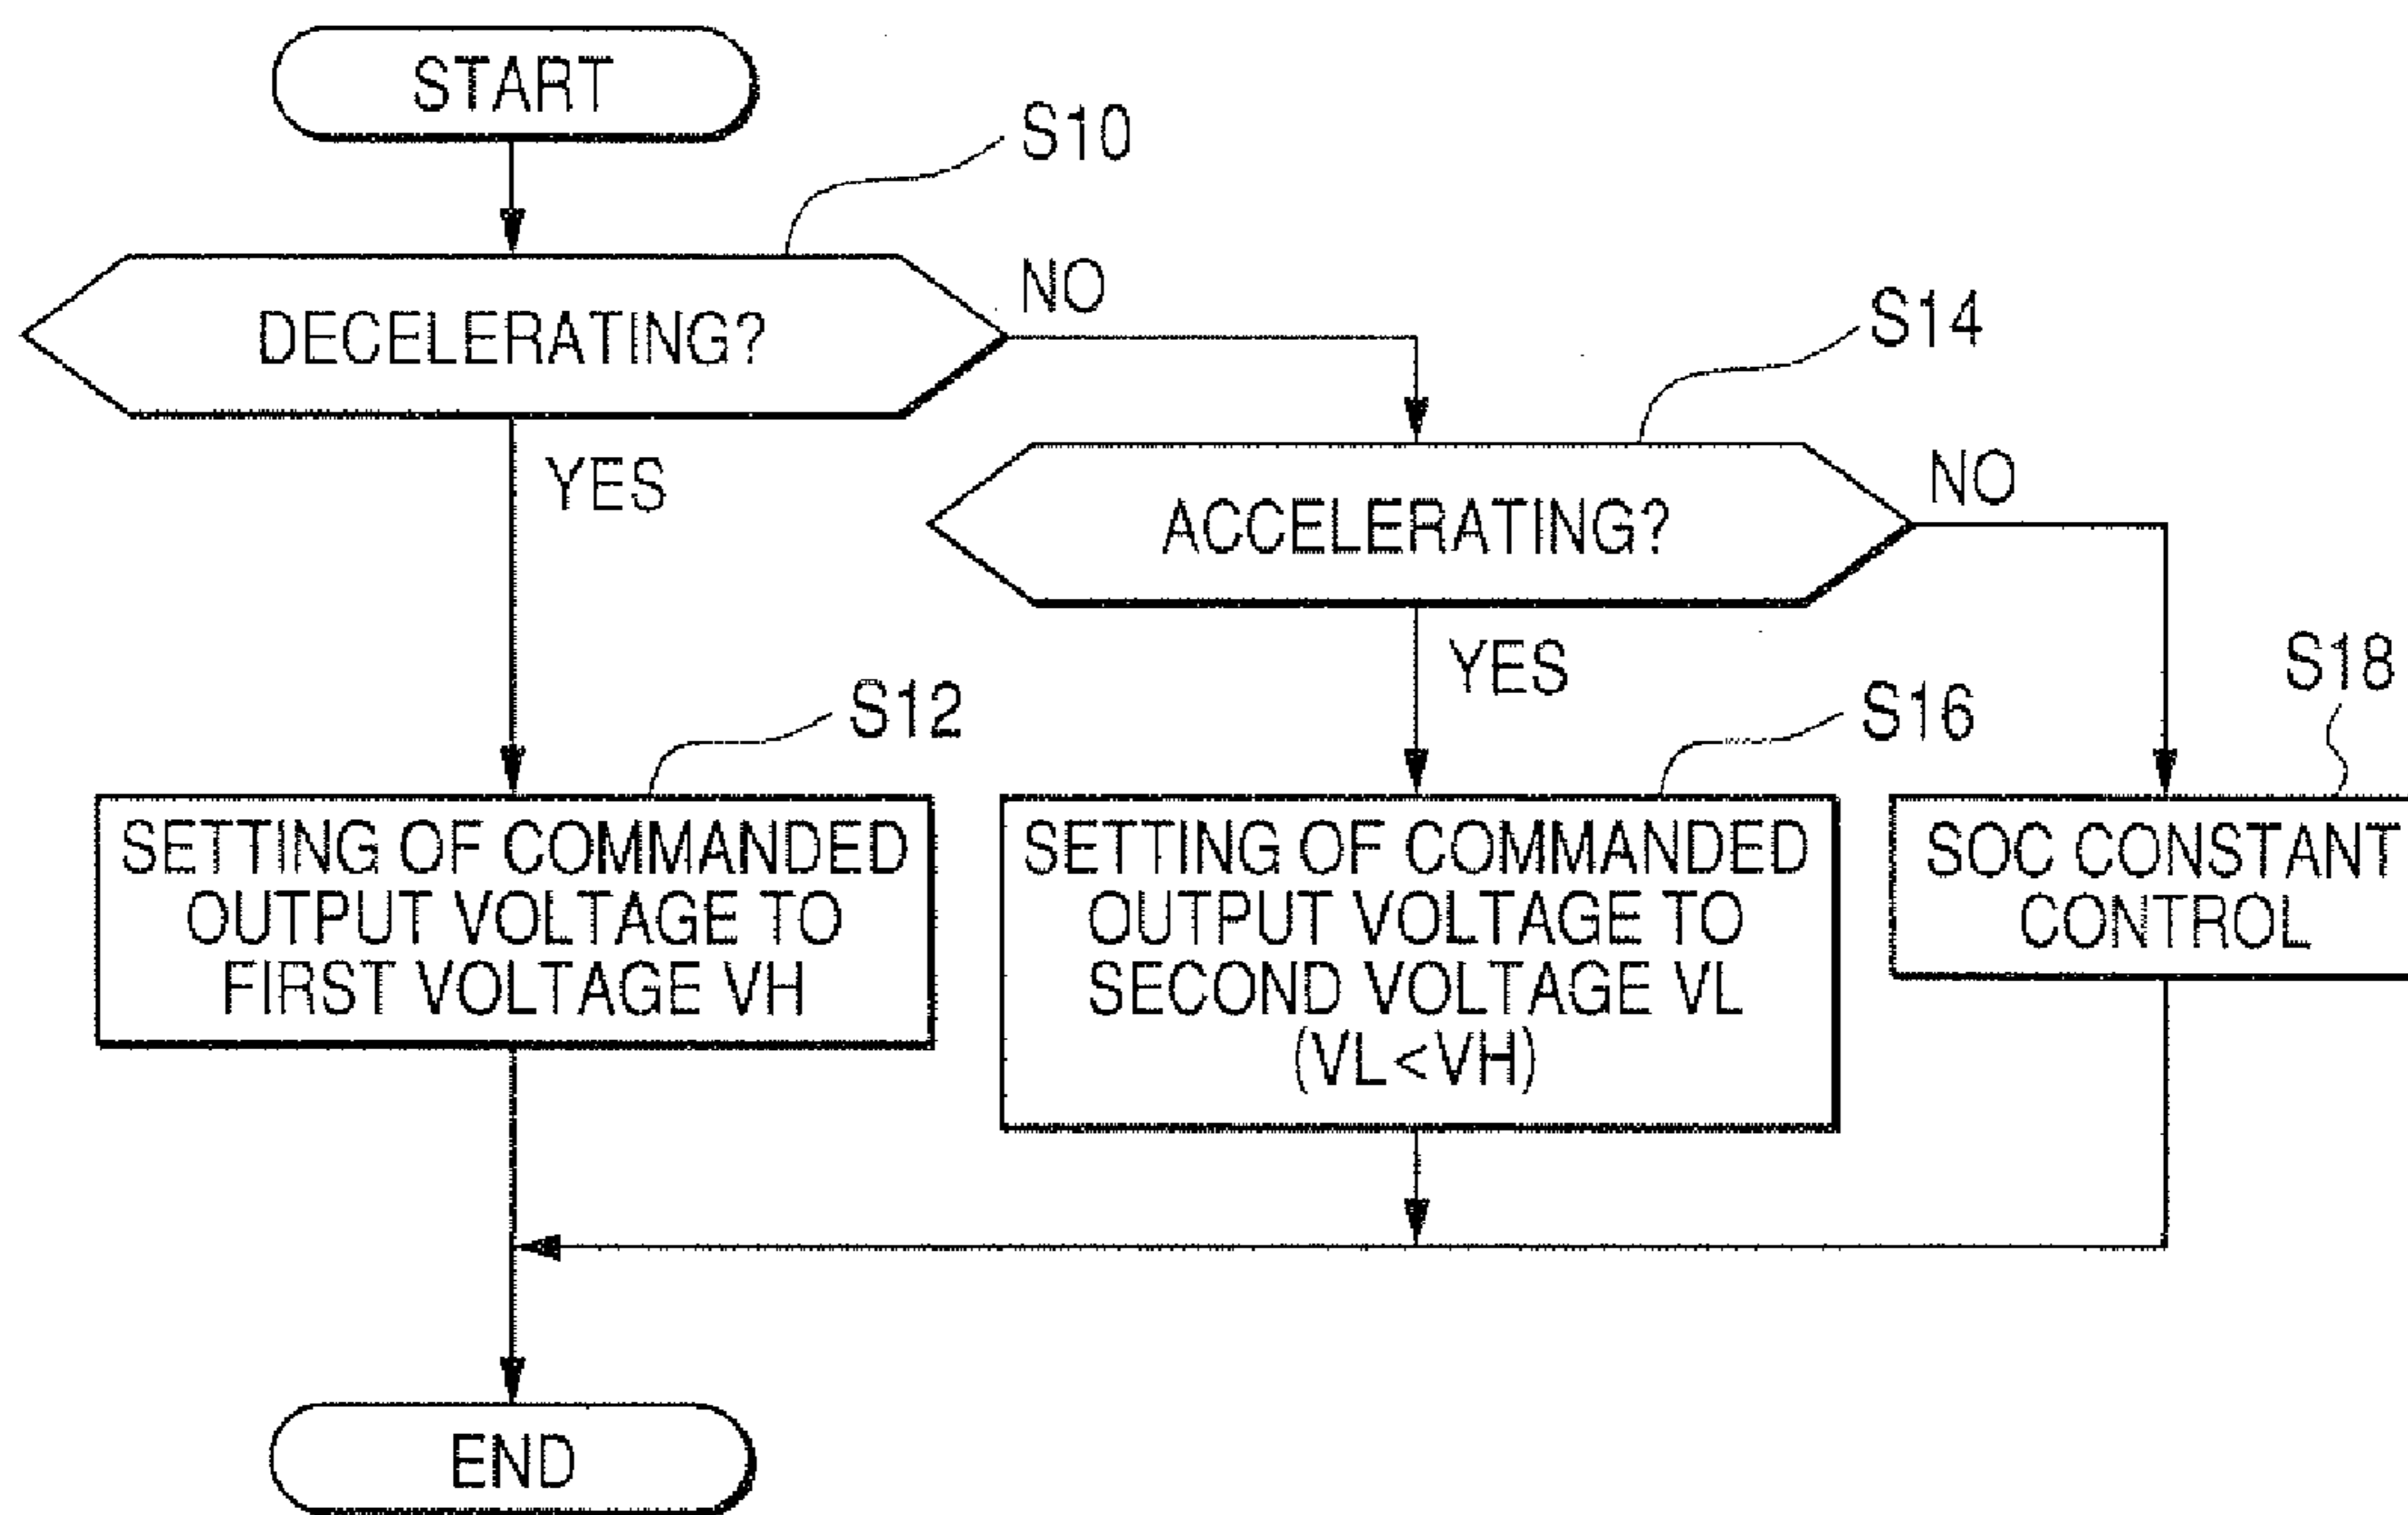 START
S10
DECELERATING?
NO
YES
S14
ACCELERATING?
NO
YES
S12
SETTING OF COMMANDED
OUTPUT VOLTAGE TO
FIRST VOLTAGE VH
S16
SETTING OF COMMANDED
OUTPUT VOLTAGE TO
SECOND VOLTAGE VL
(VL<VH)
S18
SOC CONSTANT
CONTROL
END